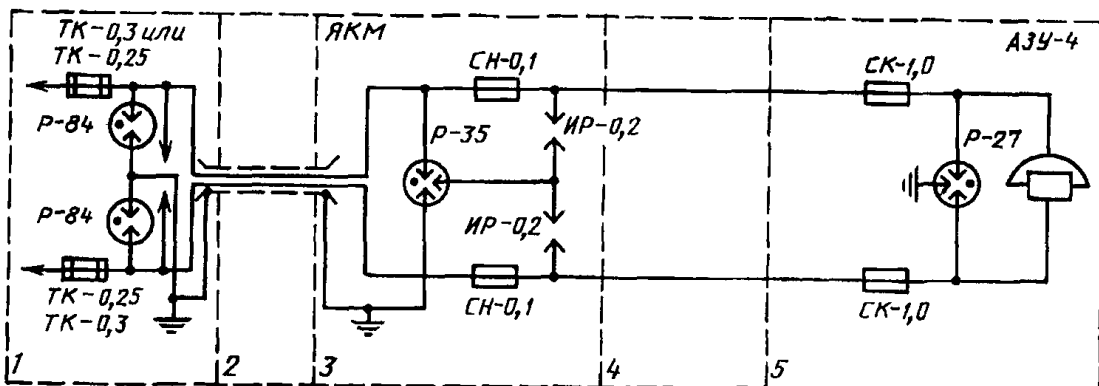 ТК-0,3 или
ТК-0,25
ЯКМ
АЗУ-4
СН-0,1
СК-1,0
Р-84
Р-35
ИР-0,2
Р-27
Р-84
ИР-0,2
ТК-0,25
ТК-0,3
СН-0,1
СК-1,0
1
2
3
4
5